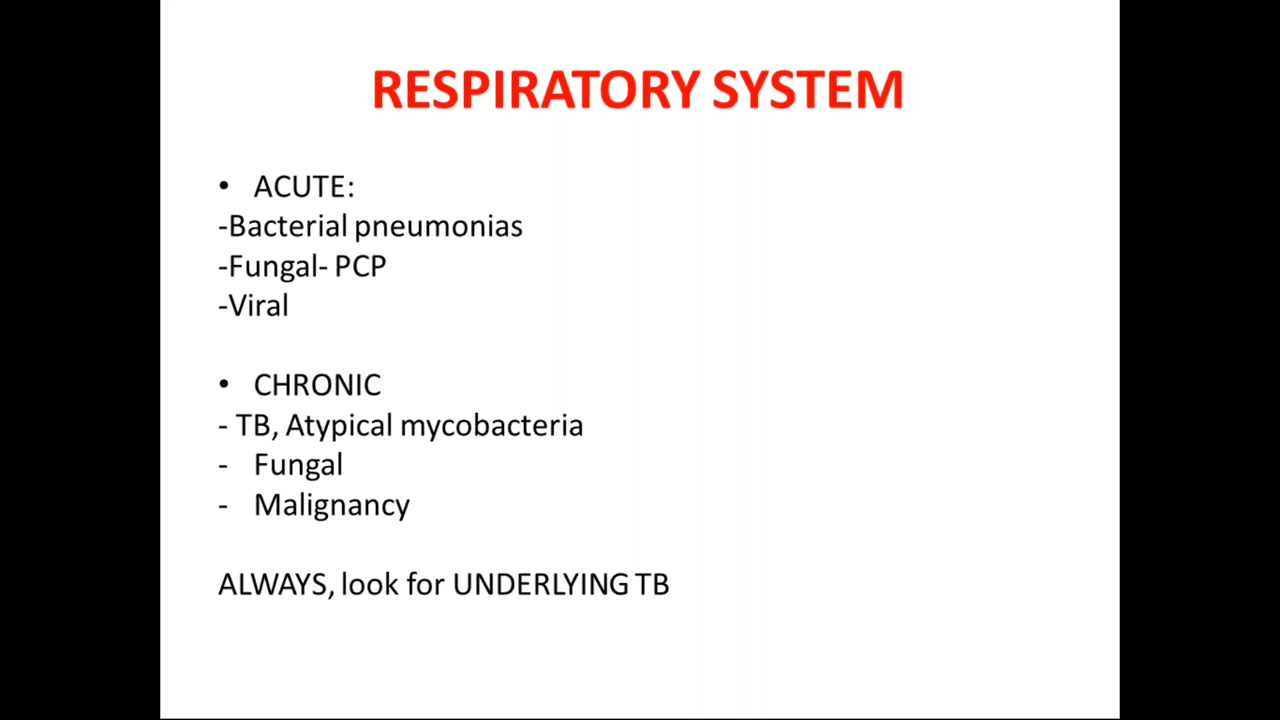 RESPIRATORY SYSTEM
• ACUTE:
-Bacterial pneumonias
-Fungal- PCP
-Viral
• CHRONIC
- TB, Atypical mycobacteria
- Fungal
- Malignancy
ALWAYS, look for UNDERLYING TB